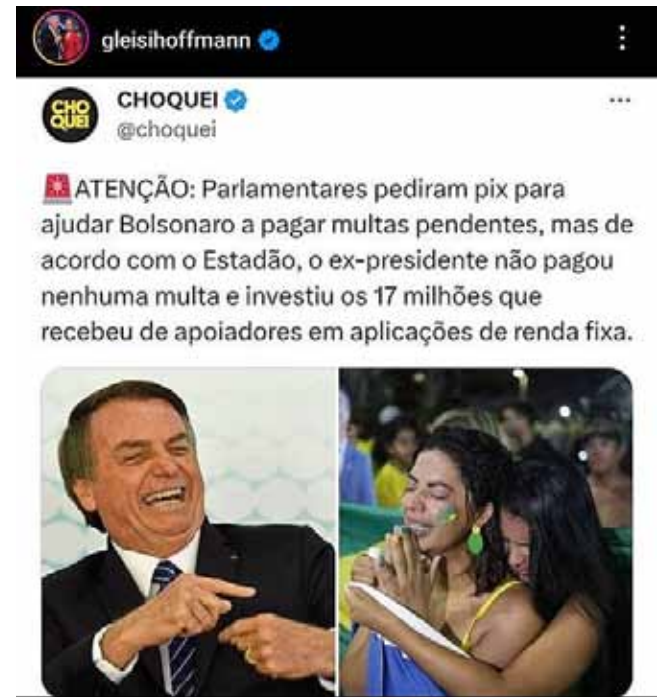 gleisihoffmann
CHO
QUEI
CHOQUEI
@choquei
🚨ATENÇÃO: Parlamentares pediram pix para
ajudar Bolsonaro a pagar multas pendentes, mas de
acordo com o Estadão, o ex-presidente não pagou
nenhuma multa e investiu os 17 milhões que
recebeu de apoiadores em aplicações de renda fixa.